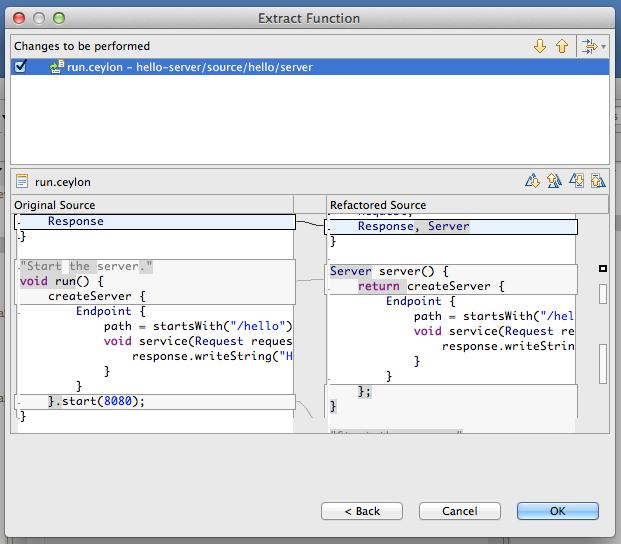 Extract Function
Changes to be performed
run.ceylon – hello-server/source/hello/server
run.ceylon
Original Source
Response
}
"Start the server."
void run() {
createServer {
Endpoint {
path = startsWith("/hello")
void service(Request reques
response.writeString("H
}
}
}.start(8080);
}
Refactored Source
Response, Server
}
Server server() {
return createServer {
Endpoint {
path = startsWith("/hel
void service(Request re
response.writeStrin
}
}
};
}
< Back
Cancel
OK